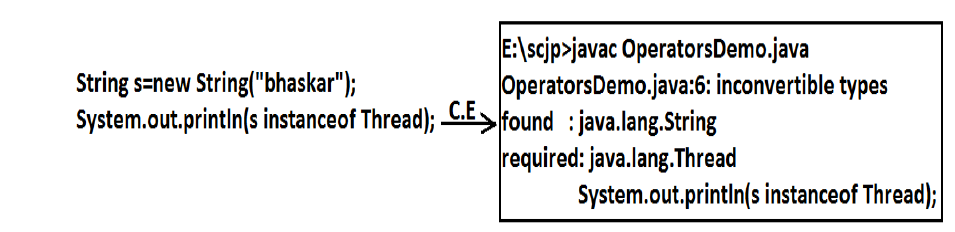 String s=new String("bhaskar");
System.out.println(s instanceof Thread);
C.E
E:\scjp>javac OperatorsDemo.java
OperatorsDemo.java:6: inconvertible types
found : java.lang.String
required: java.lang.Thread
System.out.println(s instanceof Thread);